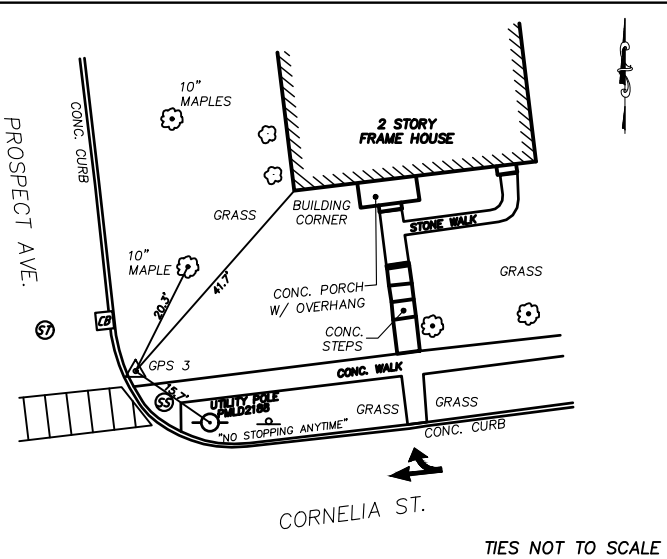 10"
MAPLES
CONC. CURB
PROSPECT AVE.
2 STORY
FRAME HOUSE
GRASS
BUILDING
CORNER
STONE WALK
10"
MAPLE
20.3'
41.7'
GRASS
CONC. PORCH
W/ OVERHANG
CONC.
STEPS
CB
ST
GPS 3
CONC. WALK
15.7'
SS
UTILITY POLE
PMLD2188
GRASS
GRASS
"NO STOPPING ANYTIME"
CONC. CURB
CORNELIA ST.
TIES NOT TO SCALE